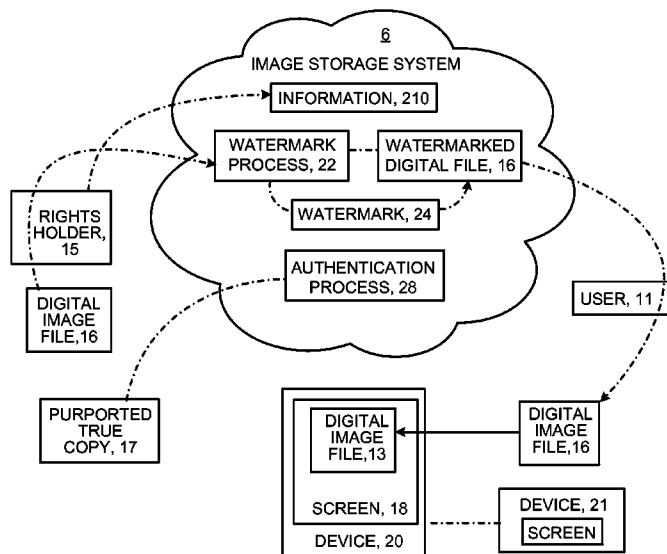 6
IMAGE STORAGE SYSTEM
INFORMATION, 210
WATERMARK
PROCESS, 22
WATERMARKED
DIGITAL FILE, 16
WATERMARK, 24
RIGHTS
HOLDER,
15
AUTHENTICATION
PROCESS, 28
DIGITAL
IMAGE
FILE,16
USER, 11
PURPORTED
TRUE
COPY, 17
DIGITAL
IMAGE
FILE,13
DIGITAL
IMAGE
FILE,16
SCREEN, 18
DEVICE, 20
DEVICE, 21
SCREEN